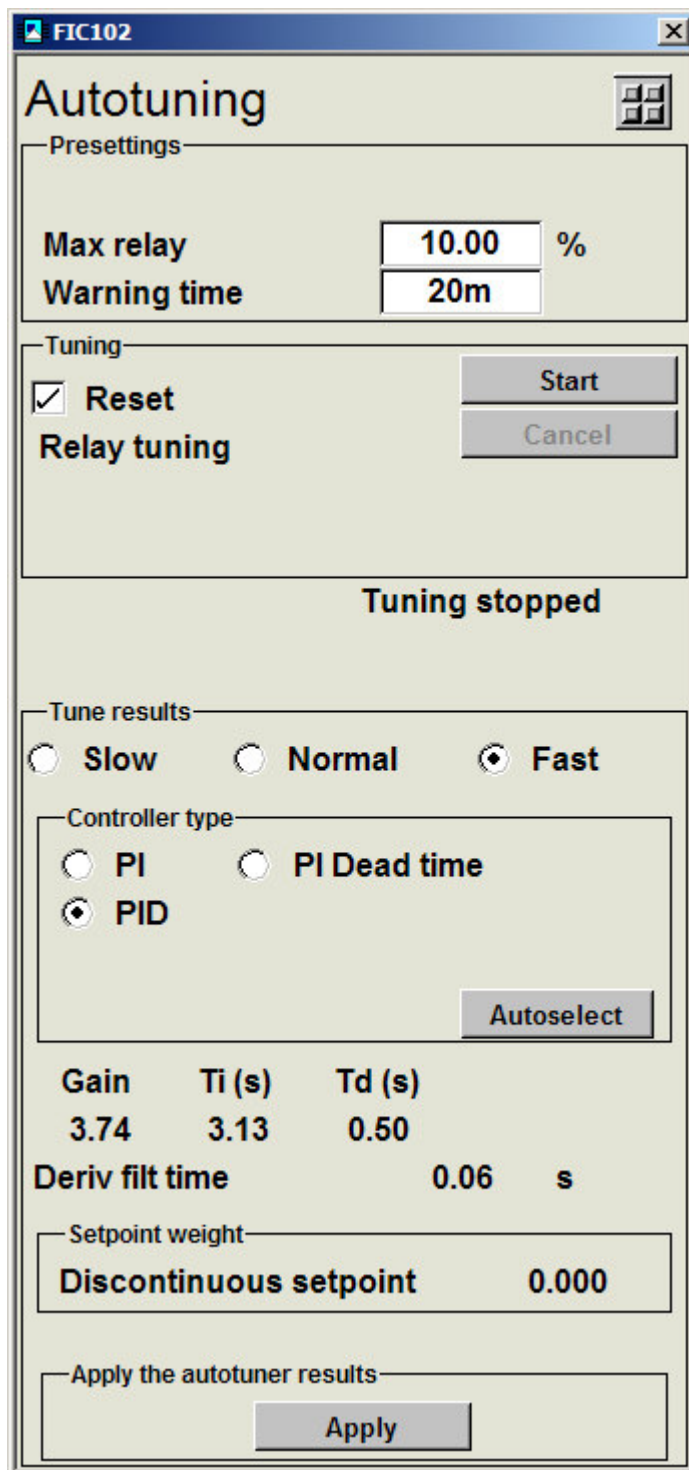 FIC102
Autotuning
Presettings
Max relay 10.00 %
Warning time 20m
Tuning
Reset Start
Relay tuning Cancel
Tuning stopped
Tune results
Slow Normal Fast
Controller type
PI PI Dead time
PID
Autoselect
Gain Ti (s) Td (s)
3.74 3.13 0.50
Deriv filt time 0.06 s
Setpoint weight
Discontinuous setpoint 0.000
Apply the autotuner results
Apply